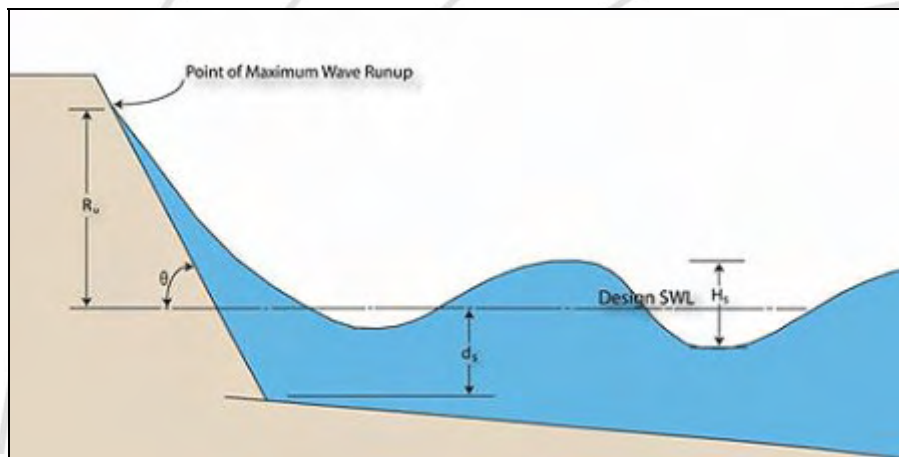 Point of Maximum Wave Runup
Rᵤ
θ
Design SWL
Hₛ
dₛ